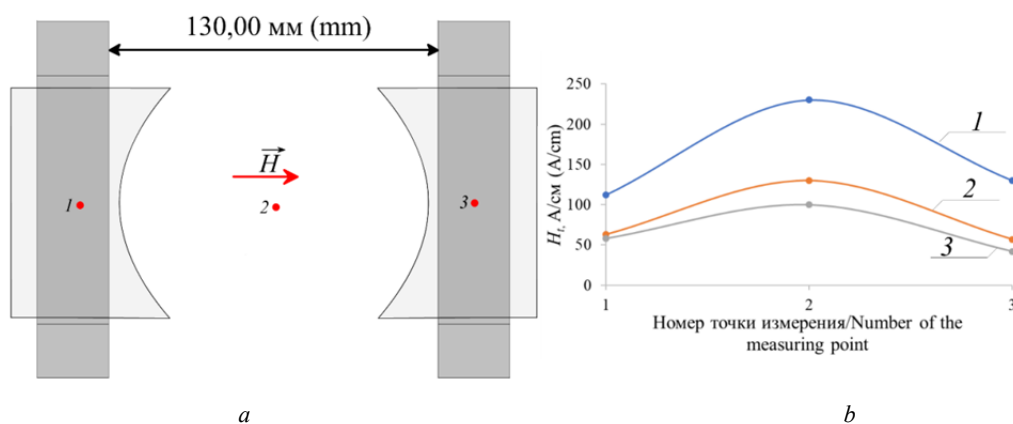 130,00 мм (mm)
H
1
2
3
a
250
200
150
100
50
0
Hₜ, А/см (A/cm)
1
2
3
1
2
3
Номер точки измерения/Number of the
measuring point
b